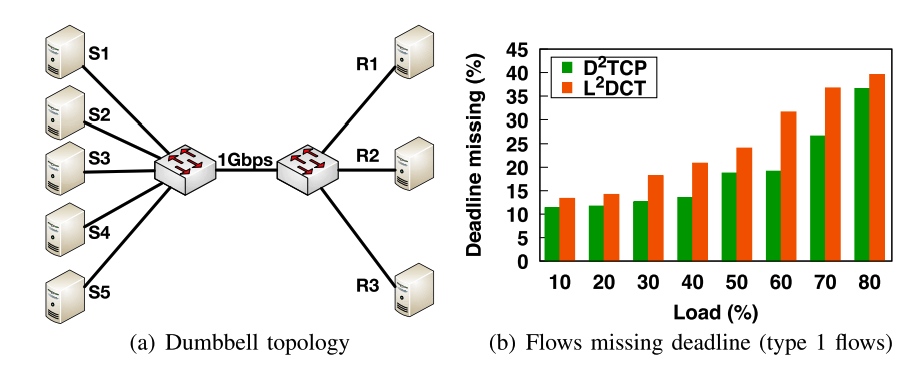 S1
S2
S3
S4
S5
1Gbps
R1
R2
R3
(a) Dumbbell topology
Deadline missing (%)
45
40
35
30
25
20
15
10
5
0
D²TCP
L²DCT
10 20 30 40 50 60 70 80
Load (%)
(b) Flows missing deadline (type 1 flows)